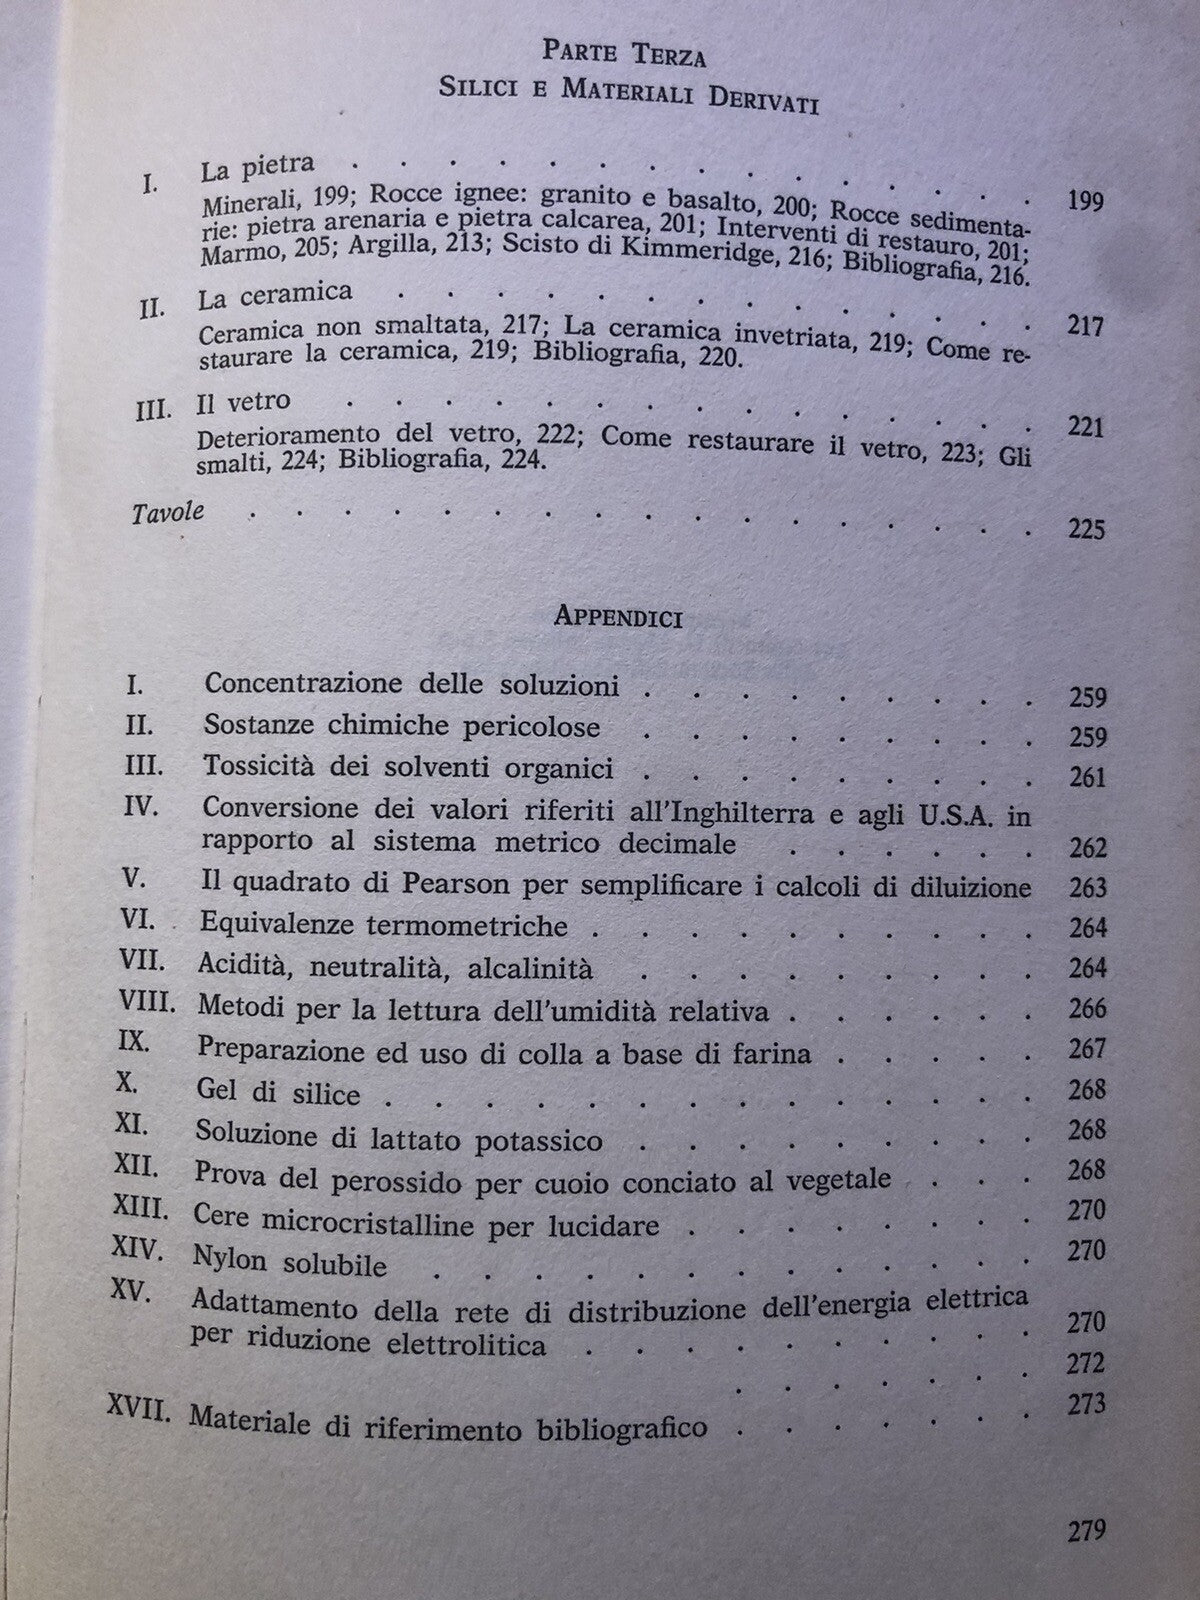 PARTE TERZA
SILICI E MATERIALI DERIVATI
I. La pietra . . . . . . . . . . . . . . 199
Minerali, 199; Rocce ignee: granito e basalto, 200; Rocce sedimenta-
rie: pietra arenaria e pietra calcarea, 201; Interventi di restauro, 201;
Marmo, 205; Argilla, 213; Scisto di Kimmeridge, 216; Bibliografia, 216.
II. La ceramica . . . . . . . . . . . . . 217
Ceramica non smaltata, 217; La ceramica invetriata, 219; Come re-
staurare la ceramica, 219; Bibliografia, 220.
III. Il vetro . . . . . . . . . . . . . . 221
Deterioramento del vetro, 222; Come restaurare il vetro, 223; Gli
smalti, 224; Bibliografia, 224.
Tavole . . . . . . . . . . . . . . . . 225
APPENDICI
I. Concentrazione delle soluzioni . . . . . . . . 259
II. Sostanze chimiche pericolose . . . . . . . . 259
III. Tossicità dei solventi organici . . . . . . . . 261
IV. Conversione dei valori riferiti all'Inghilterra e agli U.S.A. in
rapporto al sistema metrico decimale . . . . . . 262
V. Il quadrato di Pearson per semplificare i calcoli di diluizione 263
VI. Equivalenze termometriche . . . . . . . . . 264
VII. Acidità, neutralità, alcalinità . . . . . . . . 264
VIII. Metodi per la lettura dell'umidità relativa . . . . . 266
IX. Preparazione ed uso di colla a base di farina . . . . . 267
X. Gel di silice . . . . . . . . . . . . . . 268
XI. Soluzione di lattato potassico . . . . . . . . 268
XII. Prova del perossido per cuoio conciato al vegetale . . . 268
XIII. Cere microcristalline per lucidare . . . . . . . 270
XIV. Nylon solubile . . . . . . . . . . . . 270
XV. Adattamento della rete di distribuzione dell'energia elettrica
per riduzione elettrolitica . . . . . . . . . 270
. . . . . . . 272
XVII. Materiale di riferimento bibliografico . . . . . . 273
279